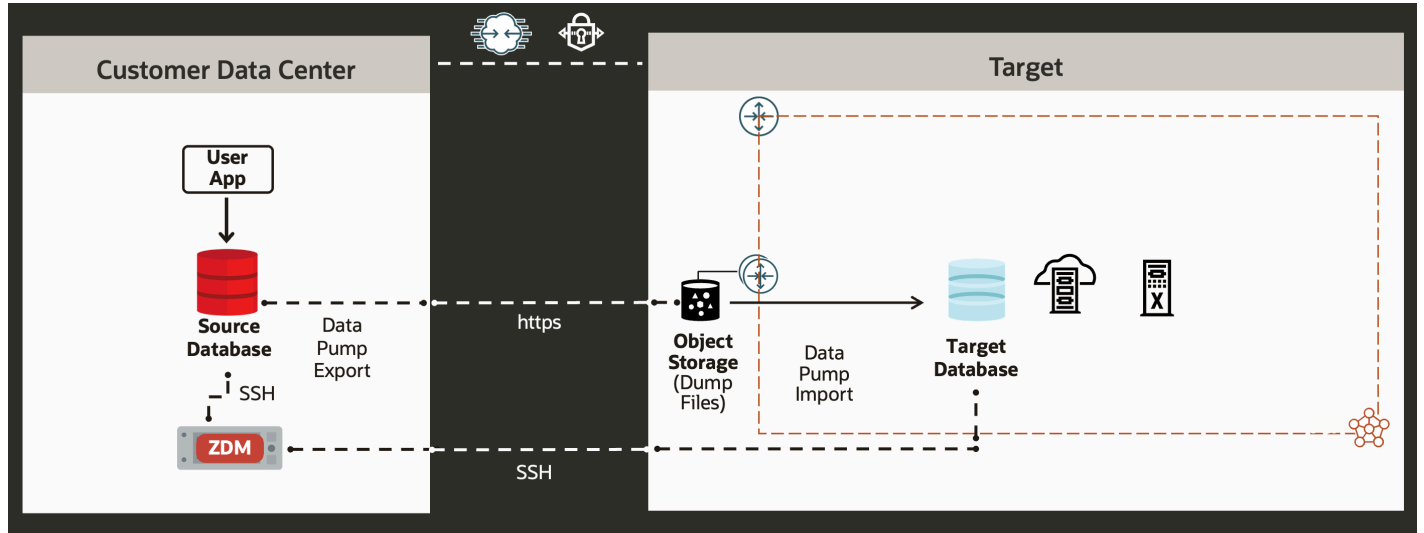 Customer Data Center
Target
User
App
Source
Database
Data
Pump
Export
https
Object
Storage
(Dump
Files)
Data
Pump
Import
Target
Database
X
SSH
ZDM
SSH